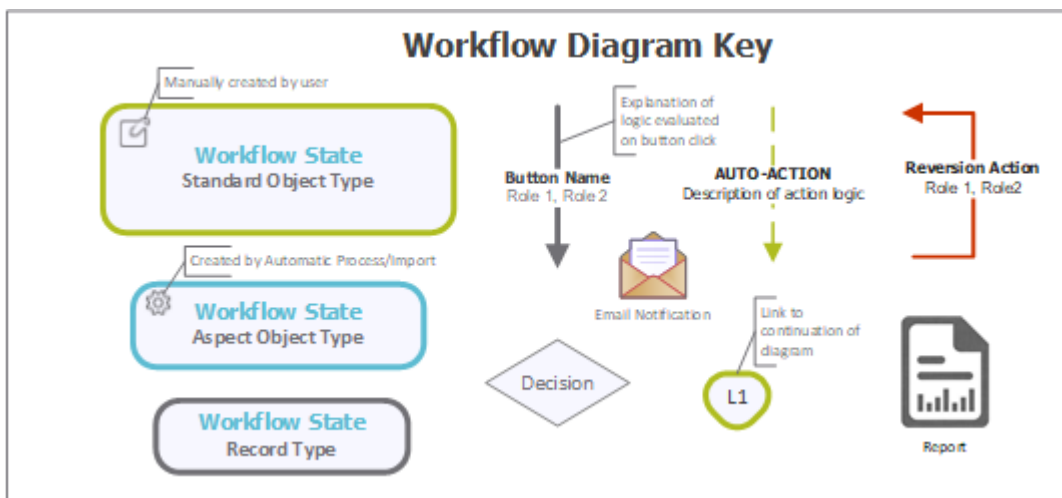 Workflow Diagram Key
Manually created by user
Workflow State
Standard Object Type
Created by Automatic Process/Import
Workflow State
Aspect Object Type
Workflow State
Record Type
Explanation of
logic evaluated
on button click
Button Name
Role 1, Role 2
Email Notification
Decision
AUTO-ACTION
Description of action logic
Link to
continuation of
diagram
L1
Reversion Action
Role 1, Role2
Report